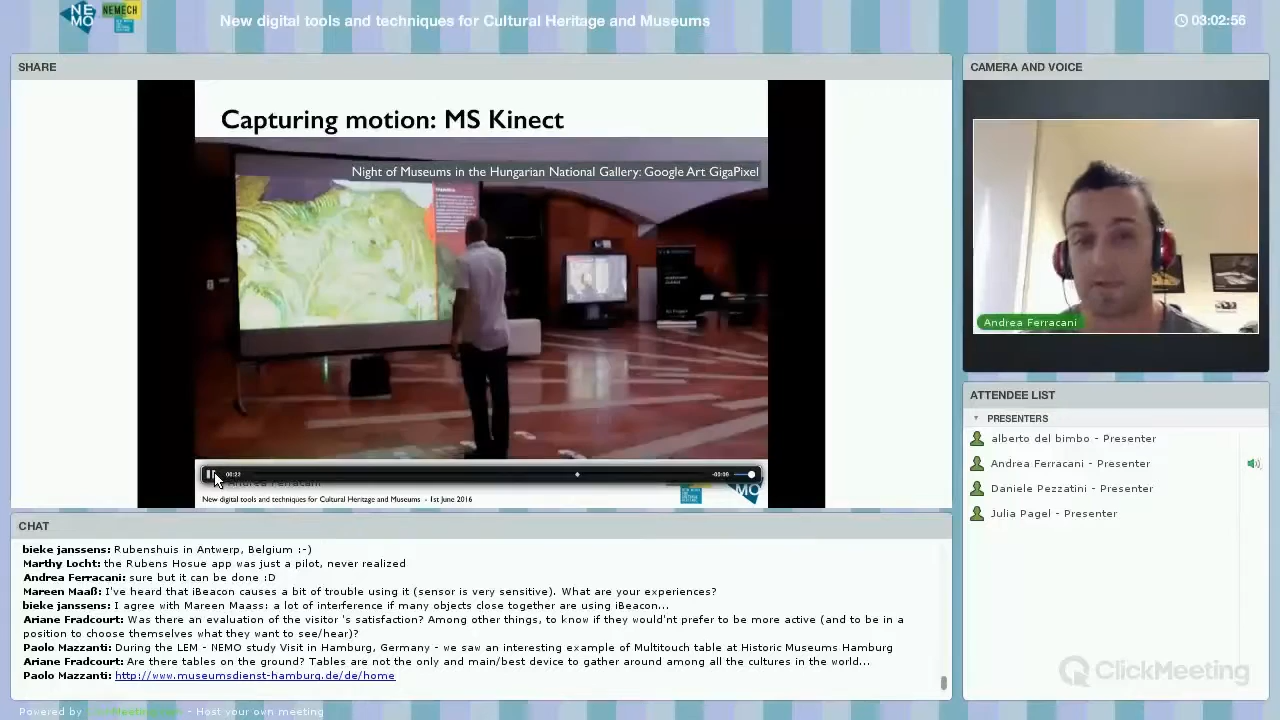 NE
MO
NEMECH
New digital tools and techniques for Cultural Heritage and Museums
03:02:56
SHARE
Capturing motion: MS Kinect
Night of Museums in the Hungarian National Gallery: Google Art GigaPixel
00:22
New digital tools and techniques for Cultural Heritage and Museums - 1st June 2016
MO
CAMERA AND VOICE
Andrea Ferracani
ATTENDEE LIST
PRESENTERS
alberto del bimbo - Presenter
Andrea Ferracani - Presenter
Daniele Pezzatini - Presenter
Julia Pagel - Presenter
CHAT
bieke janssens: Rubenshuis in Antwerp, Belgium :-)
Marthy Locht: the Rubens Hosue app was just a pilot, never realized
Andrea Ferracani: sure but it can be done :D
Mareen Maaß: I've heard that iBeacon causes a bit of trouble using it (sensor is very sensitive). What are your experiences?
bieke janssens: I agree with Mareen Maass: a lot of interference if many objects close together are using iBeacon...
Ariane Fradcourt: Was there an evaluation of the visitor 's satisfaction? Among other things, to know if they would'nt prefer to be more active (and to be in a
position to choose themselves what they want to see/hear)?
Paolo Mazzanti: During the LEM - NEMO study Visit in Hamburg, Germany - we saw an interesting example of Multitouch table at Historic Museums Hamburg
Ariane Fradcourt: Are there tables on the ground? Tables are not the only and main/best device to gather around among all the cultures in the world...
Paolo Mazzanti: http://www.museumsdienst-hamburg.de/de/home
ClickMeeting
Powered by ClickMeeting.com - Host your own meeting